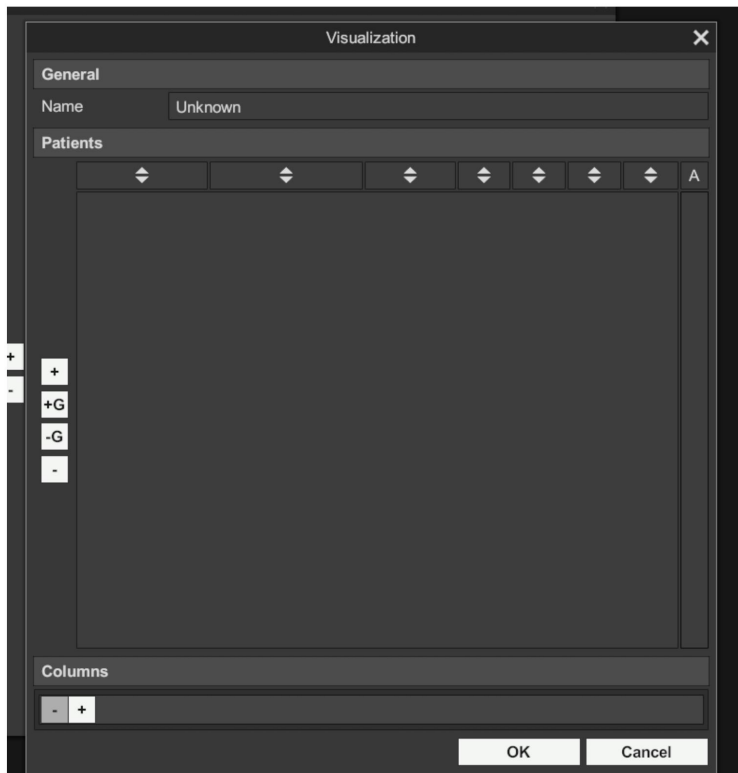 Visualization
General
Name Unknown
Patients
A
+
-
+
+G
-G
-
Columns
- +
OK Cancel